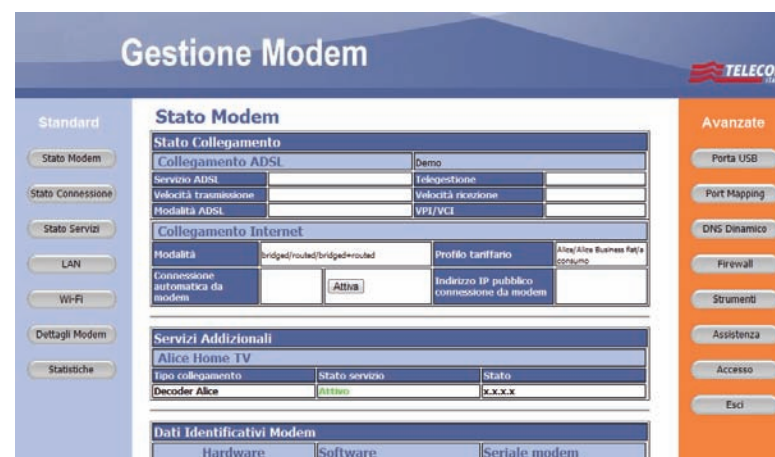 Gestione Modem
TELECO
Standard
Stato Modem
Stato Connessione
Stato Servizi
LAN
Wi-Fi
Dettagli Modem
Statistiche
Stato Modem
Stato Collegamento
Collegamento ADSL Demo
Servizio ADSL Telegestione
Velocità trasmissione Velocità ricezione
Modalità ADSL VPI/VCI
Collegamento Internet
Modalità bridged/routed/bridged+routed Profilo tariffario Alice/Alice Business flat/a consumo
Connessione automatica da modem Attiva Indirizzo IP pubblico connessione da modem
Servizi Addizionali
Alice Home TV
Tipo collegamento Stato servizio Stato
Decoder Alice Attivo x.x.x.x
Dati Identificativi Modem
Hardware Software Seriale modem
Avanzate
Porta USB
Port Mapping
DNS Dinamico
Firewall
Strumenti
Assistenza
Accesso
Esci